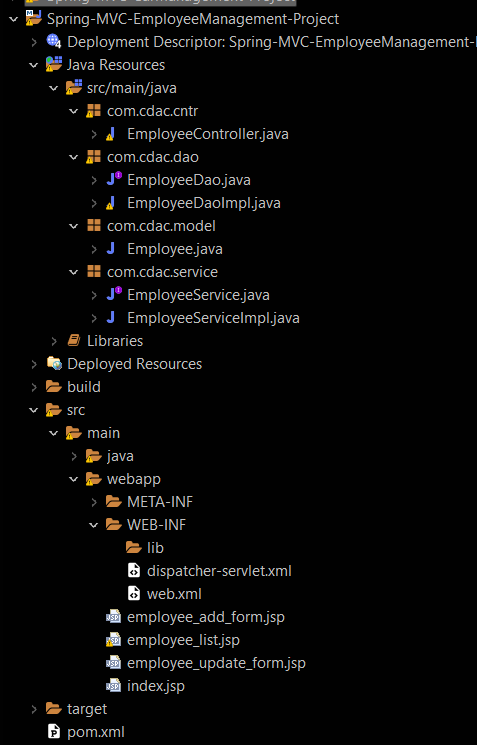 Spring-MVC-EmployeeManagement-Project
Deployment Descriptor: Spring-MVC-EmployeeManagement-
Java Resources
src/main/java
com.cdac.cntr
EmployeeController.java
com.cdac.dao
EmployeeDao.java
EmployeeDaoImpl.java
com.cdac.model
Employee.java
com.cdac.service
EmployeeService.java
EmployeeServiceImpl.java
Libraries
Deployed Resources
build
src
main
java
webapp
META-INF
WEB-INF
lib
dispatcher-servlet.xml
web.xml
employee_add_form.jsp
employee_list.jsp
employee_update_form.jsp
index.jsp
target
pom.xml